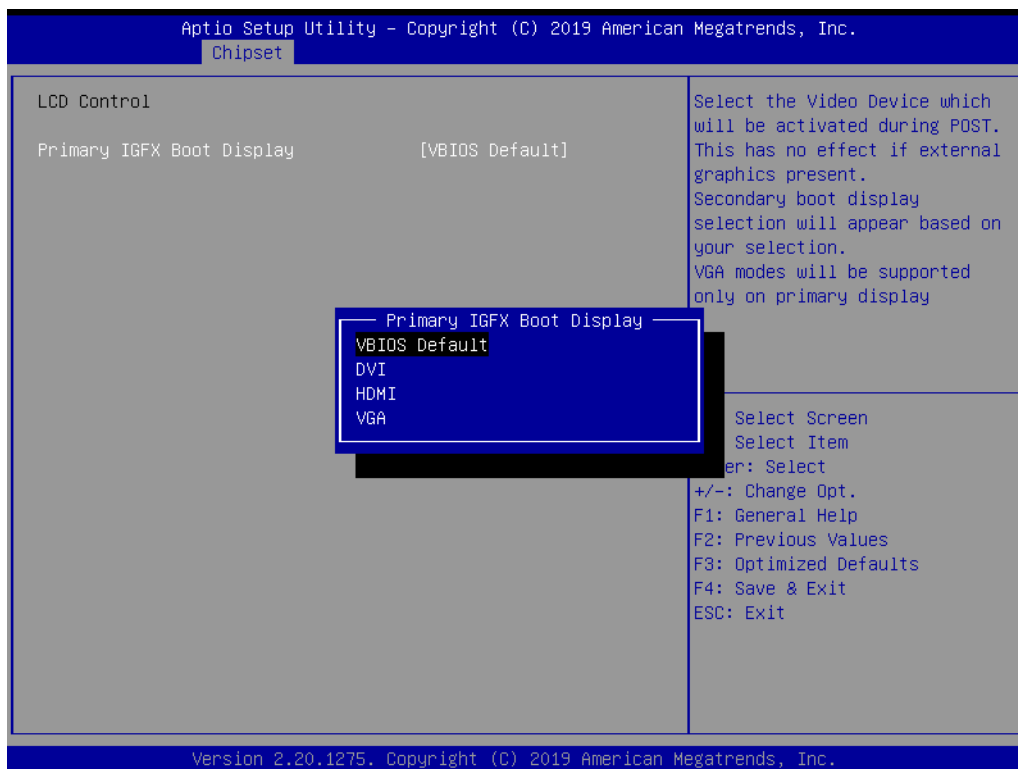 Aptio Setup Utility – Copyright (C) 2019 American Megatrends, Inc.
Chipset
LCD Control
Primary IGFX Boot Display [VBIOS Default]
Select the Video Device which
will be activated during POST.
This has no effect if external
graphics present.
Secondary boot display
selection will appear based on
your selection.
VGA modes will be supported
only on primary display
Primary IGFX Boot Display
VBIOS Default
DVI
HDMI
VGA
Select Screen
Select Item
er: Select
+/-: Change Opt.
F1: General Help
F2: Previous Values
F3: Optimized Defaults
F4: Save & Exit
ESC: Exit
Version 2.20.1275. Copyright (C) 2019 American Megatrends, Inc.